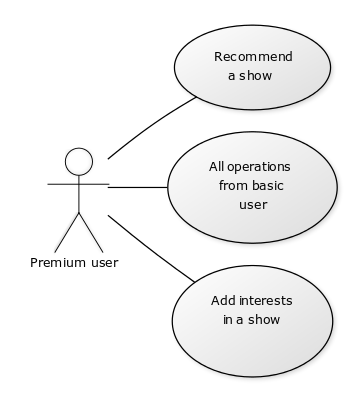 Recommend
a show
All operations
from basic
user
Premium user
Add interests
in a show